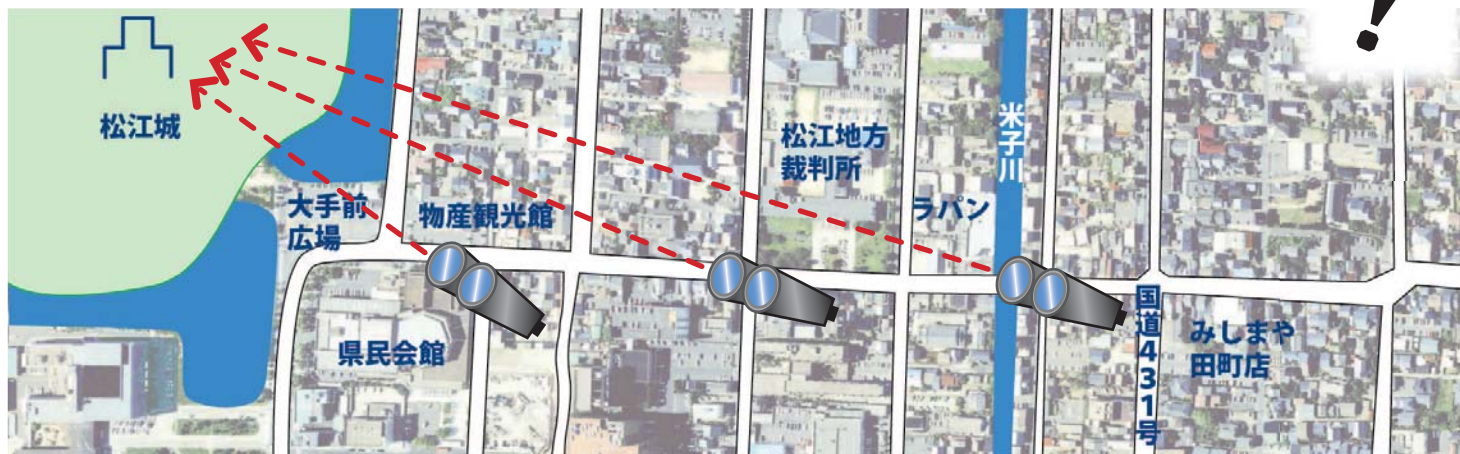 松江城
大手前
広場
物産観光館
県民会館
松江地方
裁判所
ラパン
米子川
国道431号
みしまや
田町店
!